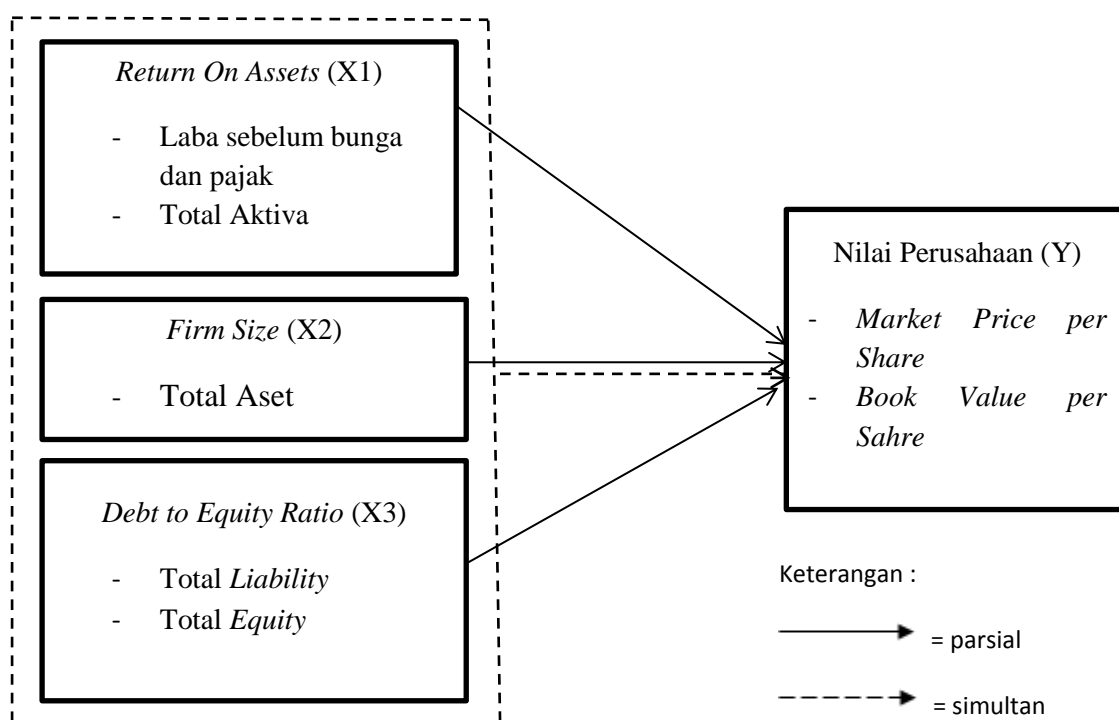 Return On Assets (X1)
- Laba sebelum bunga
dan pajak
- Total Aktiva
Firm Size (X2)
- Total Aset
Debt to Equity Ratio (X3)
- Total Liability
- Total Equity
Nilai Perusahaan (Y)
- Market Price per
Share
- Book Value per
Sahre
Keterangan :
= parsial
= simultan